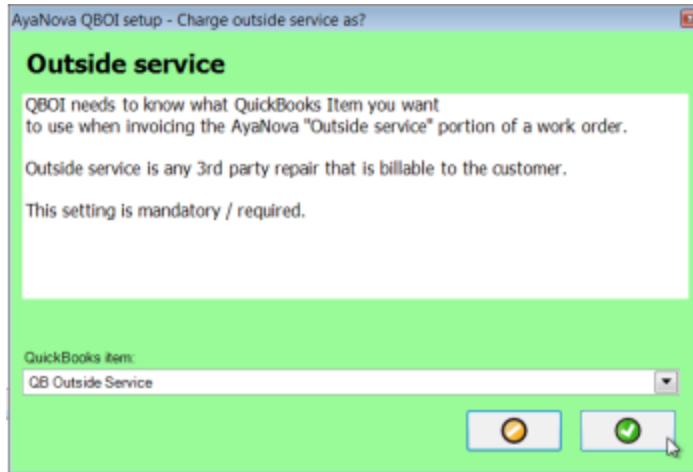 AyaNova QBOI setup - Charge outside service as?
Outside service
QBOI needs to know what QuickBooks Item you want
to use when invoicing the AyaNova "Outside service" portion of a work order.
Outside service is any 3rd party repair that is billable to the customer.
This setting is mandatory / required.
QuickBooks item:
QB Outside Service